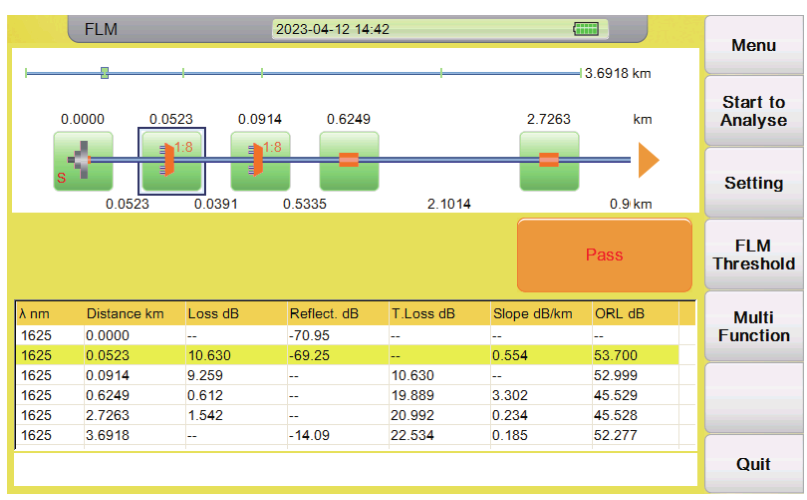 FLM 2023-04-12 14:42
3.6918 km
0.0000 0.0523 0.0914 0.6249 2.7263 km
1:8 1:8
S
0.0523 0.0391 0.5335 2.1014 0.9 km
Pass
λ nm Distance km Loss dB Reflect. dB T.Loss dB Slope dB/km ORL dB
1625 0.0000 -- -70.95 -- -- --
1625 0.0523 10.630 -69.25 -- 0.554 53.700
1625 0.0914 9.259 -- 10.630 -- 52.999
1625 0.6249 0.612 -- 19.889 3.302 45.529
1625 2.7263 1.542 -- 20.992 0.234 45.528
1625 3.6918 -- -14.09 22.534 0.185 52.277
Menu
Start to
Analyse
Setting
FLM
Threshold
Multi
Function
Quit